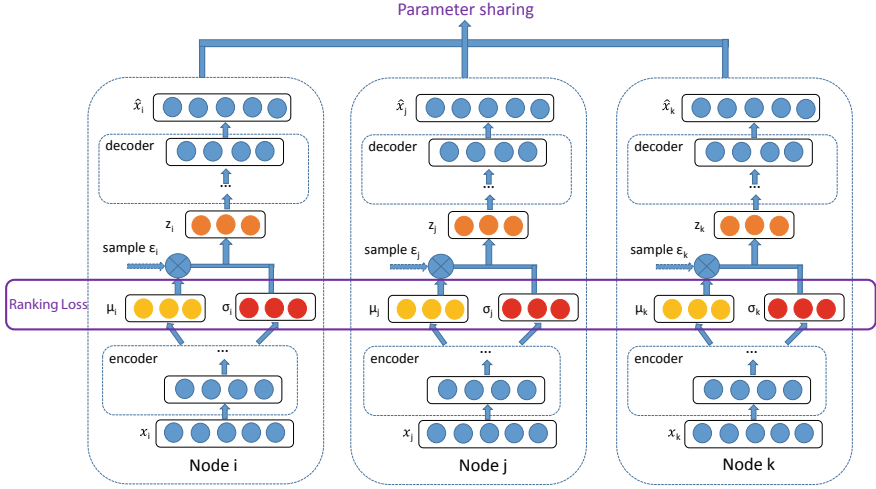 Parameter sharing
x̂ᵢ
x̂ⱼ
x̂ₖ
decoder
decoder
decoder
...
...
...
zᵢ
zⱼ
zₖ
sample εᵢ
sample εⱼ
sample εₖ
Ranking Loss
μᵢ
σᵢ
μⱼ
σⱼ
μₖ
σₖ
...
...
...
encoder
encoder
encoder
xᵢ
xⱼ
xₖ
Node i
Node j
Node k